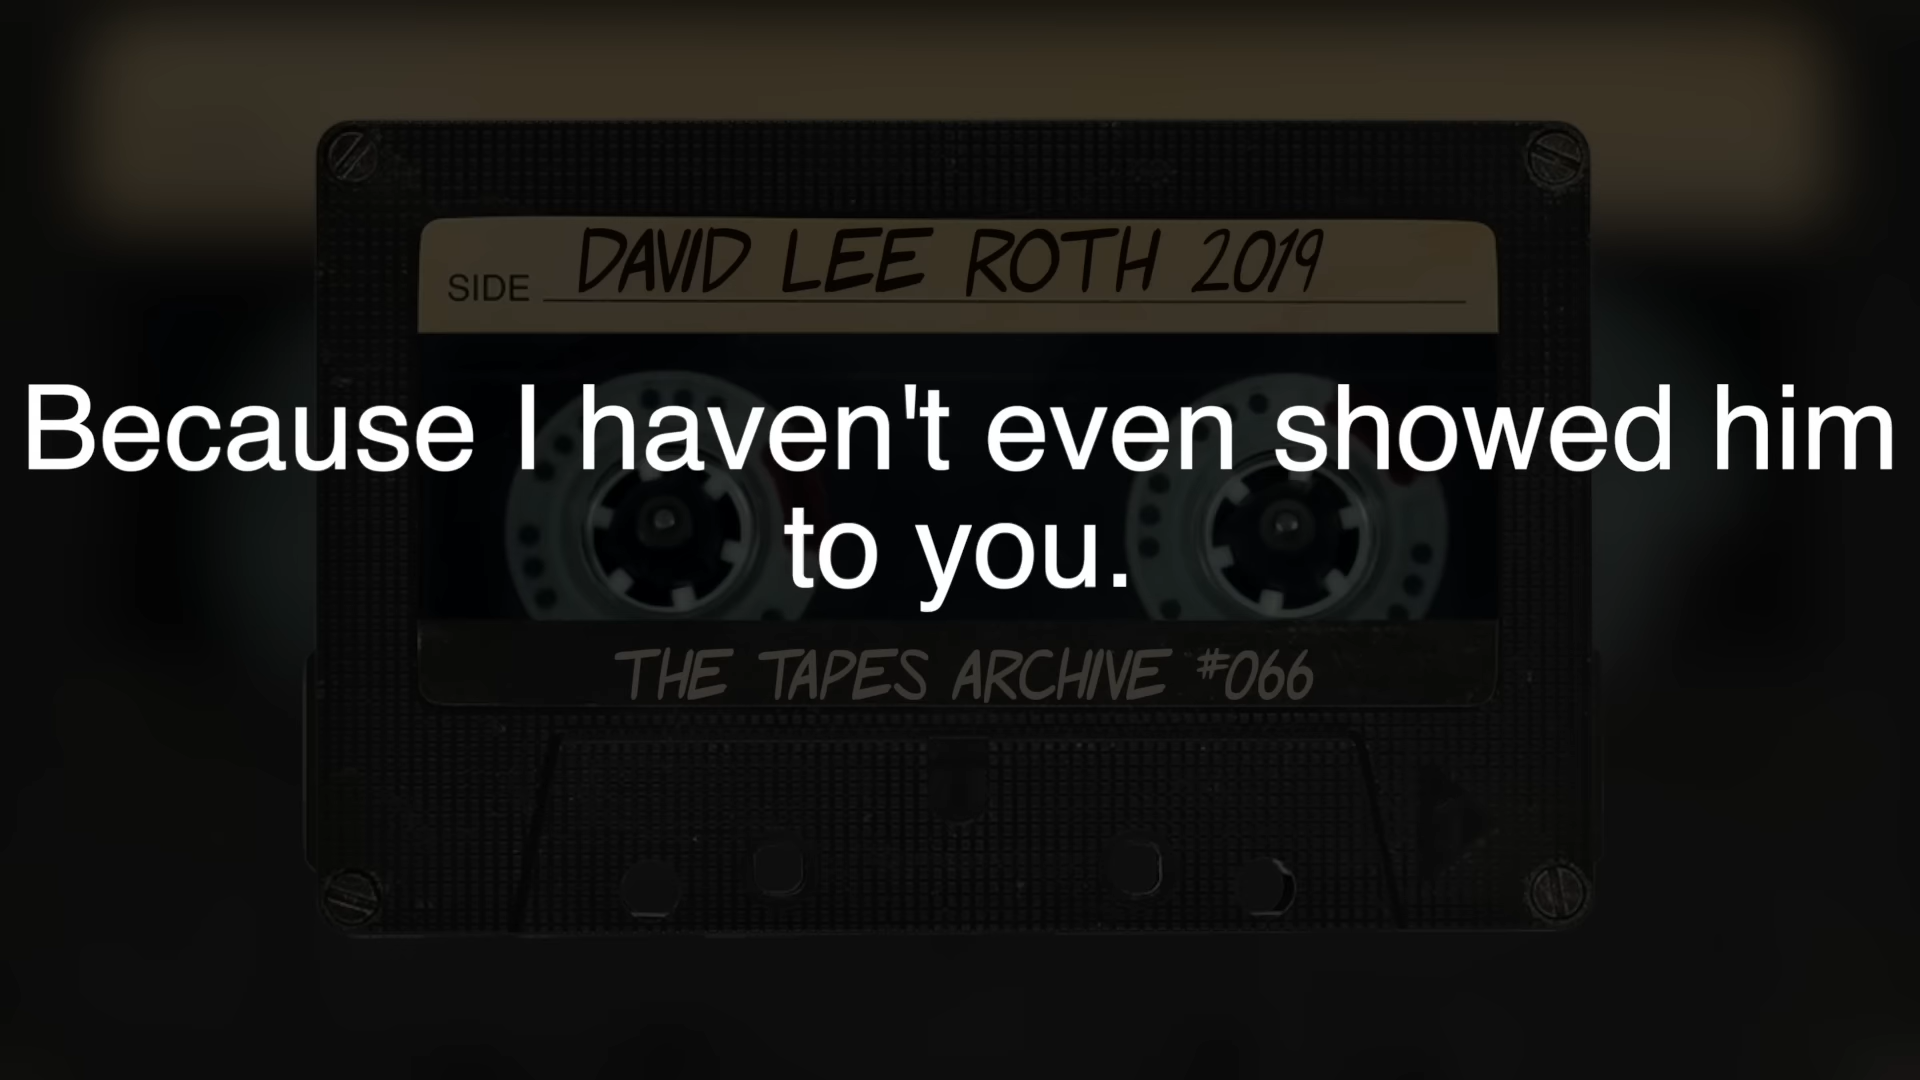 SIDE DAVID LEE ROTH 2019
Because I haven't even showed him
to you.
THE TAPES ARCHIVE #066